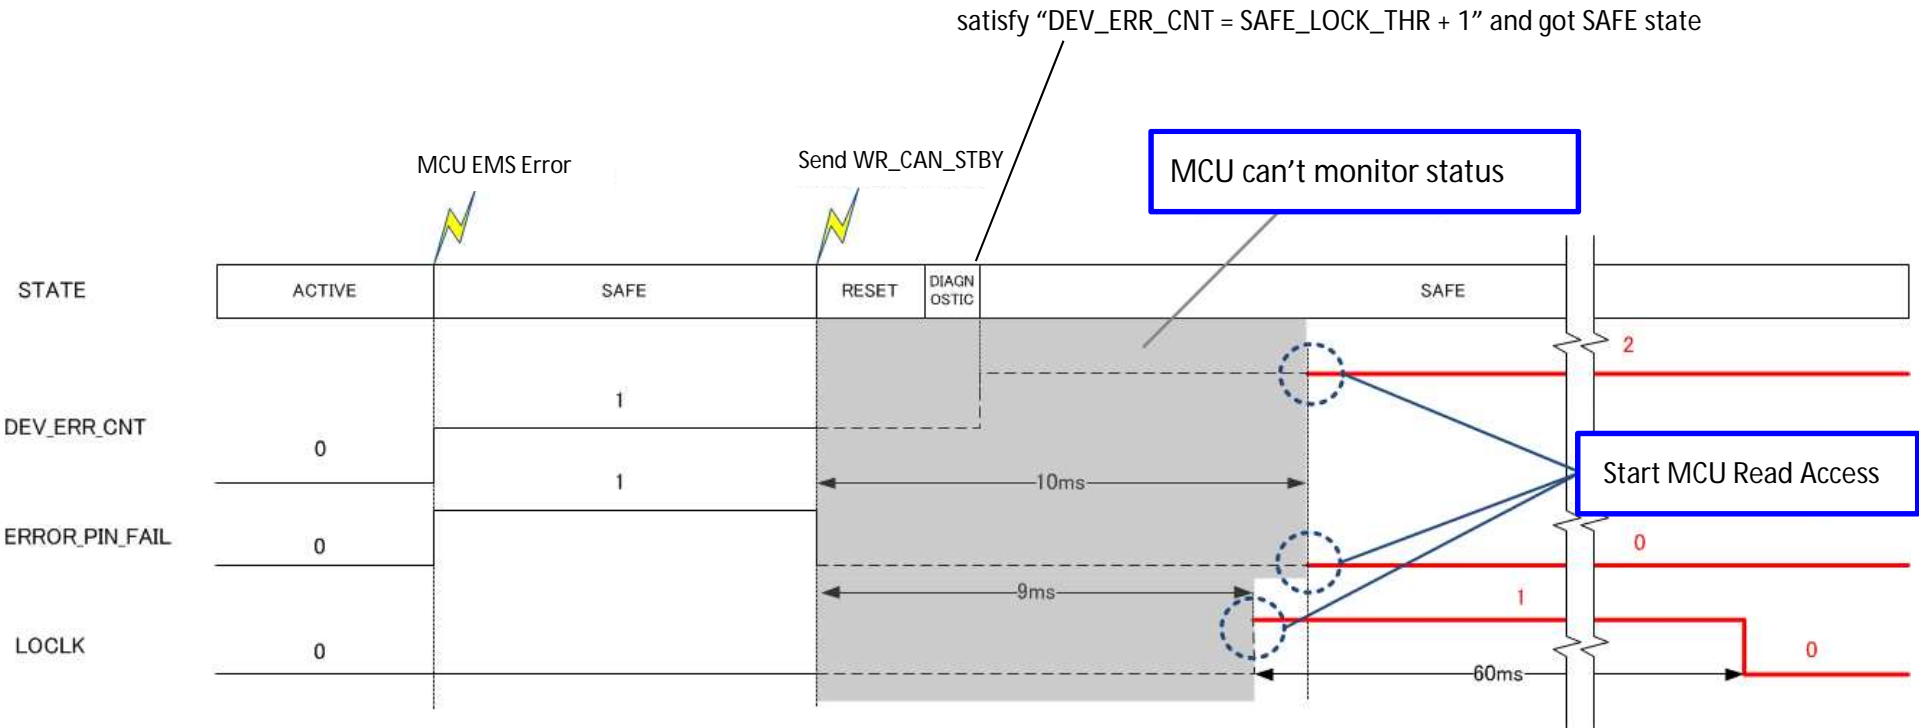 satisfy “DEV_ERR_CNT = SAFE_LOCK_THR + 1” and got SAFE state
MCU EMS Error
Send WR_CAN_STBY
MCU can’t monitor status
STATE
ACTIVE
SAFE
RESET
DIAGN
OSTIC
SAFE
2
DEV_ERR_CNT
0
1
1
10ms
Start MCU Read Access
ERROR_PIN_FAIL
0
0
9ms
1
LOCLK
0
0
60ms